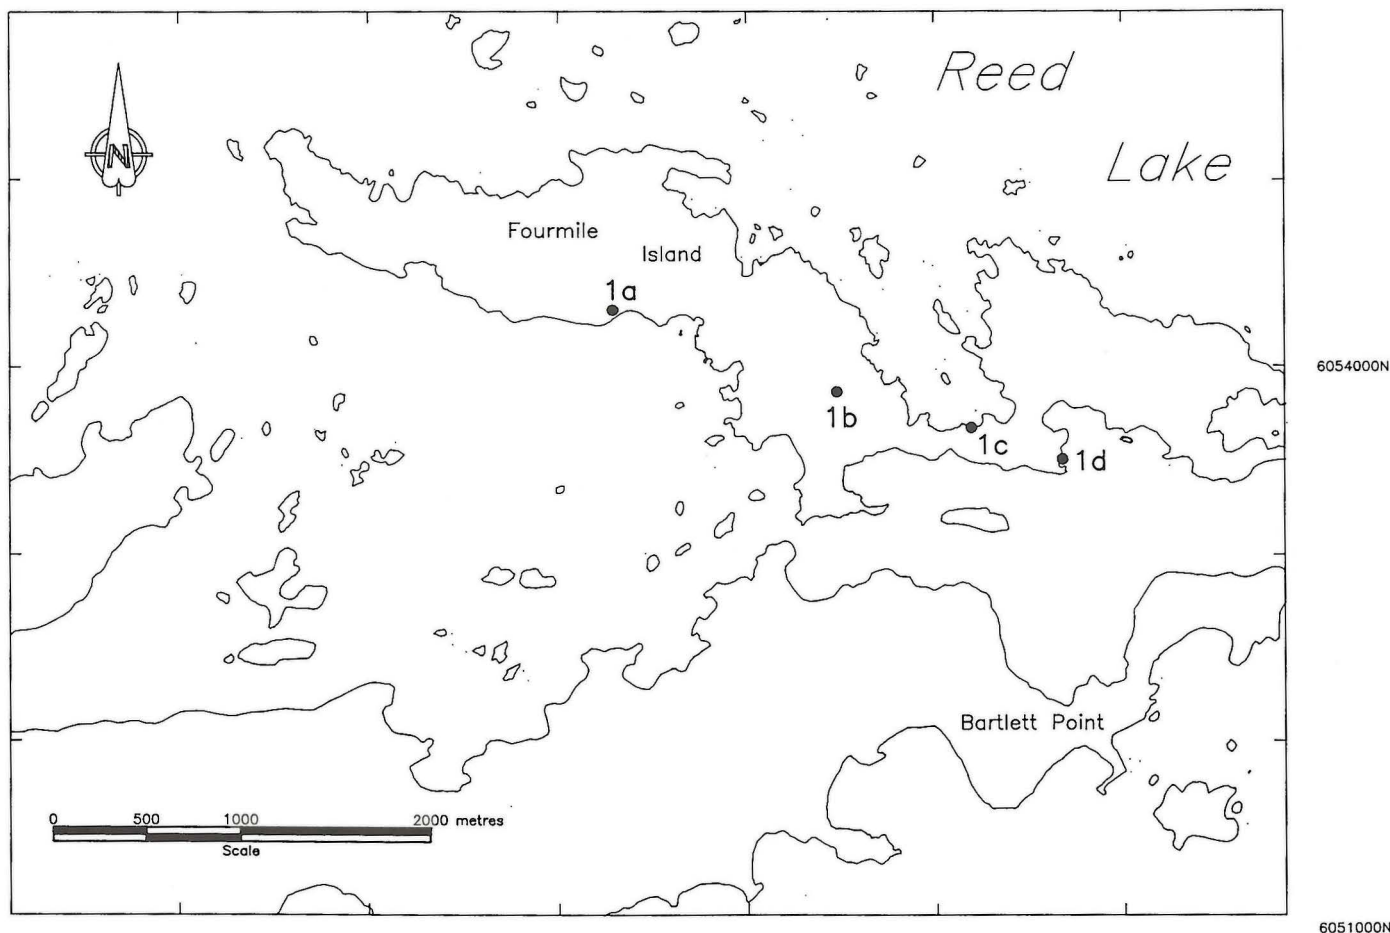 Reed
Lake
N
Fourmile
Island
1a
6054000N
1b
1c
1d
Bartlett Point
0 500 1000 2000 metres
Scale
6051000N